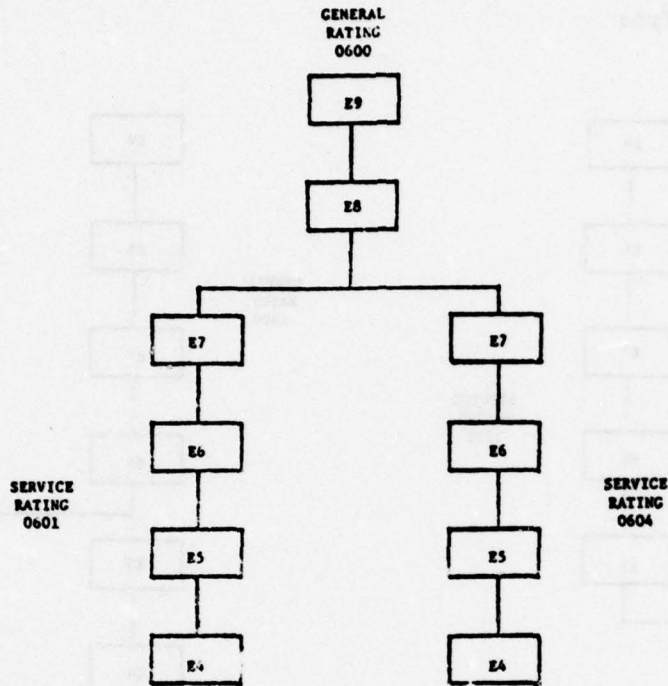 GENERAL
RATING
0600
E9
E8
E7
E7
E6
E6
SERVICE
RATING
0601
SERVICE
RATING
0604
E5
E5
E4
E4